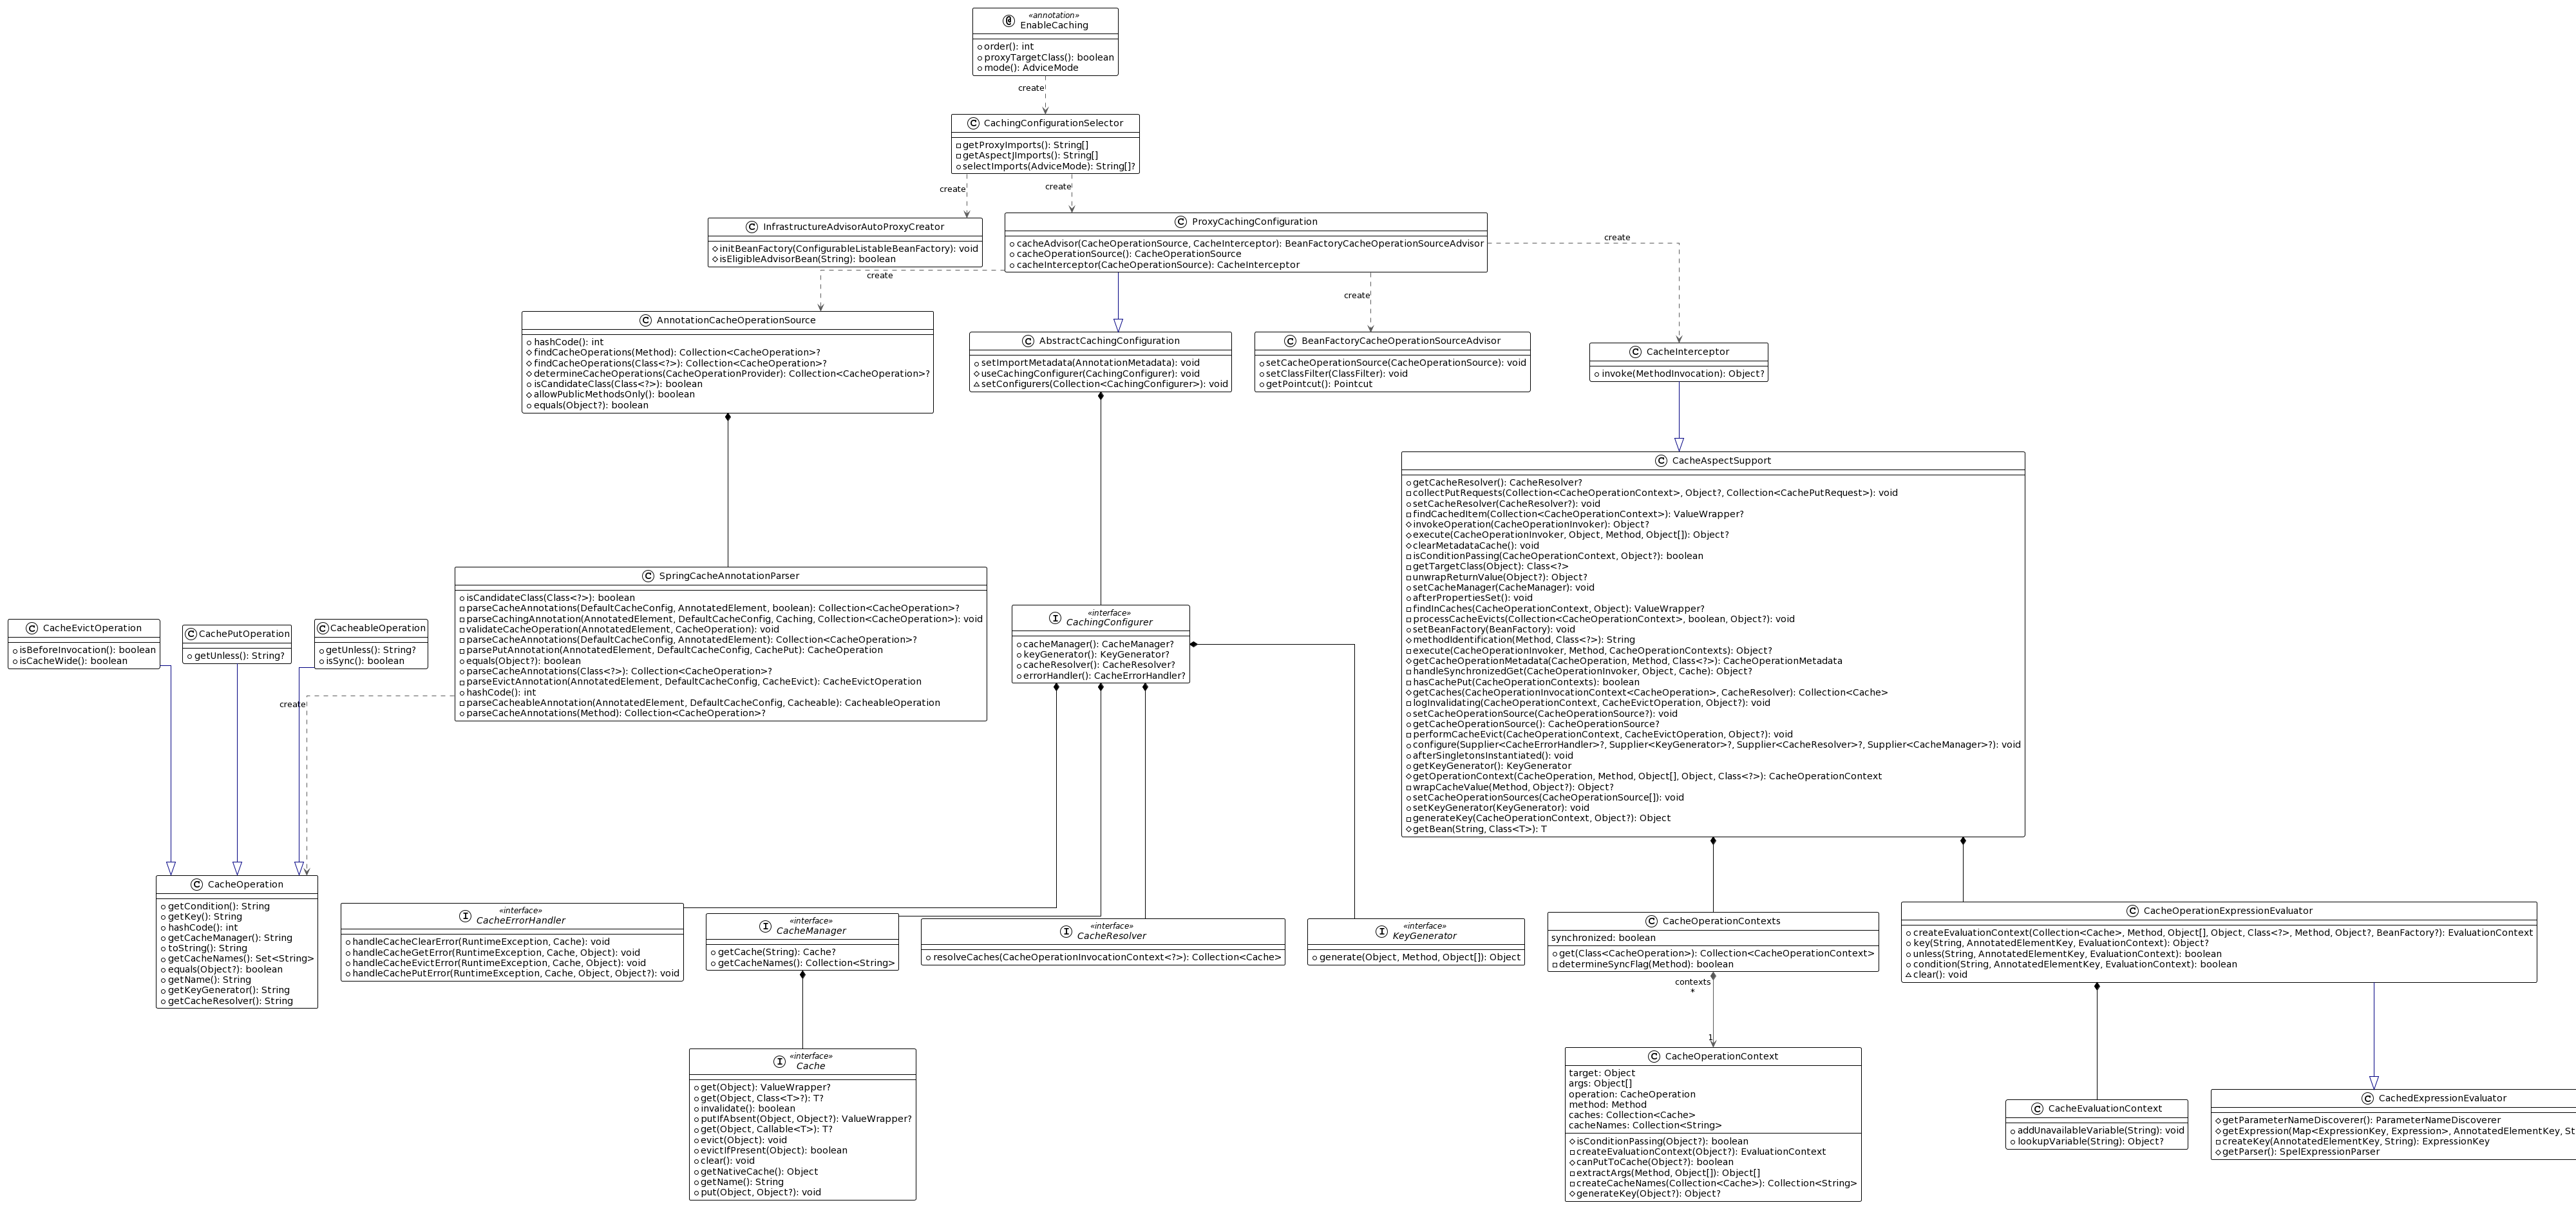 «annotation»
EnableCaching
order(): int
proxyTargetClass(): boolean
mode(): AdviceMode
create
CachingConfigurationSelector
getProxyImports(): String[]
getAspectJImports(): String[]
selectImports(AdviceMode): String[]?
create
create
InfrastructureAdvisorAutoProxyCreator
initBeanFactory(ConfigurableListableBeanFactory): void
isEligibleAdvisorBean(String): boolean
ProxyCachingConfiguration
cacheAdvisor(CacheOperationSource, CacheInterceptor): BeanFactoryCacheOperationSourceAdvisor
cacheOperationSource(): CacheOperationSource
cacheInterceptor(CacheOperationSource): CacheInterceptor
create
create
create
AnnotationCacheOperationSource
hashCode(): int
findCacheOperations(Method): Collection<CacheOperation>?
findCacheOperations(Class<?>): Collection<CacheOperation>?
determineCacheOperations(CacheOperationProvider): Collection<CacheOperation>?
isCandidateClass(Class<?>): boolean
allowPublicMethodsOnly(): boolean
equals(Object?): boolean
AbstractCachingConfiguration
setImportMetadata(AnnotationMetadata): void
useCachingConfigurer(CachingConfigurer): void
setConfigurers(Collection<CachingConfigurer>): void
BeanFactoryCacheOperationSourceAdvisor
setCacheOperationSource(CacheOperationSource): void
setClassFilter(ClassFilter): void
getPointcut(): Pointcut
CacheInterceptor
invoke(MethodInvocation): Object?
CacheAspectSupport
getCacheResolver(): CacheResolver?
collectPutRequests(Collection<CacheOperationContext>, Object?, Collection<CachePutRequest>): void
setCacheResolver(CacheResolver?): void
findCachedItem(Collection<CacheOperationContext>): ValueWrapper?
invokeOperation(CacheOperationInvoker): Object?
execute(CacheOperationInvoker, Object, Method, Object[]): Object?
clearMetadataCache(): void
isConditionPassing(CacheOperationContext, Object?): boolean
getTargetClass(Object): Class<?>
unwrapReturnValue(Object?): Object?
setCacheManager(CacheManager): void
afterPropertiesSet(): void
findInCaches(CacheOperationContext, Object): ValueWrapper?
processCacheEvicts(Collection<CacheOperationContext>, boolean, Object?): void
setBeanFactory(BeanFactory): void
methodIdentification(Method, Class<?>): String
execute(CacheOperationInvoker, Method, CacheOperationContexts): Object?
getCacheOperationMetadata(CacheOperation, Method, Class<?>): CacheOperationMetadata
handleSynchronizedGet(CacheOperationInvoker, Object, Cache): Object?
hasCachePut(CacheOperationContexts): boolean
getCaches(CacheOperationInvocationContext<CacheOperation>, CacheResolver): Collection<Cache>
logInvalidating(CacheOperationContext, CacheEvictOperation, Object?): void
setCacheOperationSource(CacheOperationSource?): void
getCacheOperationSource(): CacheOperationSource?
performCacheEvict(CacheOperationContext, CacheEvictOperation, Object?): void
configure(Supplier<CacheErrorHandler>?, Supplier<KeyGenerator>?, Supplier<CacheResolver>?, Supplier<CacheManager>?): void
afterSingletonsInstantiated(): void
getKeyGenerator(): KeyGenerator
getOperationContext(CacheOperation, Method, Object[], Object, Class<?>): CacheOperationContext
wrapCacheValue(Method, Object?): Object?
setCacheOperationSources(CacheOperationSource[]): void
setKeyGenerator(KeyGenerator): void
generateKey(CacheOperationContext, Object?): Object
getBean(String, Class<T>): T
CacheEvictOperation
isBeforeInvocation(): boolean
isCacheWide(): boolean
CachePutOperation
getUnless(): String?
CacheableOperation
getUnless(): String?
isSync(): boolean
SpringCacheAnnotationParser
isCandidateClass(Class<?>): boolean
parseCacheAnnotations(DefaultCacheConfig, AnnotatedElement, boolean): Collection<CacheOperation>?
parseCachingAnnotation(AnnotatedElement, DefaultCacheConfig, Caching, Collection<CacheOperation>): void
validateCacheOperation(AnnotatedElement, CacheOperation): void
parseCacheAnnotations(DefaultCacheConfig, AnnotatedElement): Collection<CacheOperation>?
parsePutAnnotation(AnnotatedElement, DefaultCacheConfig, CachePut): CacheOperation
equals(Object?): boolean
parseCacheAnnotations(Class<?>): Collection<CacheOperation>?
parseEvictAnnotation(AnnotatedElement, DefaultCacheConfig, CacheEvict): CacheEvictOperation
hashCode(): int
parseCacheableAnnotation(AnnotatedElement, DefaultCacheConfig, Cacheable): CacheableOperation
parseCacheAnnotations(Method): Collection<CacheOperation>?
create
«interface»
CachingConfigurer
cacheManager(): CacheManager?
keyGenerator(): KeyGenerator?
cacheResolver(): CacheResolver?
errorHandler(): CacheErrorHandler?
CacheOperation
getCondition(): String
getKey(): String
hashCode(): int
getCacheManager(): String
toString(): String
getCacheNames(): Set<String>
equals(Object?): boolean
getName(): String
getKeyGenerator(): String
getCacheResolver(): String
«interface»
CacheErrorHandler
handleCacheClearError(RuntimeException, Cache): void
handleCacheGetError(RuntimeException, Cache, Object): void
handleCacheEvictError(RuntimeException, Cache, Object): void
handleCachePutError(RuntimeException, Cache, Object, Object?): void
«interface»
CacheManager
getCache(String): Cache?
getCacheNames(): Collection<String>
«interface»
CacheResolver
resolveCaches(CacheOperationInvocationContext<?>): Collection<Cache>
«interface»
KeyGenerator
generate(Object, Method, Object[]): Object
CacheOperationContexts
synchronized: boolean
get(Class<CacheOperation>): Collection<CacheOperationContext>
determineSyncFlag(Method): boolean
CacheOperationExpressionEvaluator
createEvaluationContext(Collection<Cache>, Method, Object[], Object, Class<?>, Method, Object?, BeanFactory?): EvaluationContext
key(String, AnnotatedElementKey, EvaluationContext): Object?
unless(String, AnnotatedElementKey, EvaluationContext): boolean
condition(String, AnnotatedElementKey, EvaluationContext): boolean
clear(): void
contexts
*
1
«interface»
Cache
get(Object): ValueWrapper?
get(Object, Class<T>?): T?
invalidate(): boolean
putIfAbsent(Object, Object?): ValueWrapper?
get(Object, Callable<T>): T?
evict(Object): void
evictIfPresent(Object): boolean
clear(): void
getNativeCache(): Object
getName(): String
put(Object, Object?): void
CacheOperationContext
target: Object
args: Object[]
operation: CacheOperation
method: Method
caches: Collection<Cache>
cacheNames: Collection<String>
isConditionPassing(Object?): boolean
createEvaluationContext(Object?): EvaluationContext
canPutToCache(Object?): boolean
extractArgs(Method, Object[]): Object[]
createCacheNames(Collection<Cache>): Collection<String>
generateKey(Object?): Object?
CacheEvaluationContext
addUnavailableVariable(String): void
lookupVariable(String): Object?
CachedExpressionEvaluator
getParameterNameDiscoverer(): ParameterNameDiscoverer
getExpression(Map<ExpressionKey, Expression>, AnnotatedElementKey, St
createKey(AnnotatedElementKey, String): ExpressionKey
getParser(): SpelExpressionParser